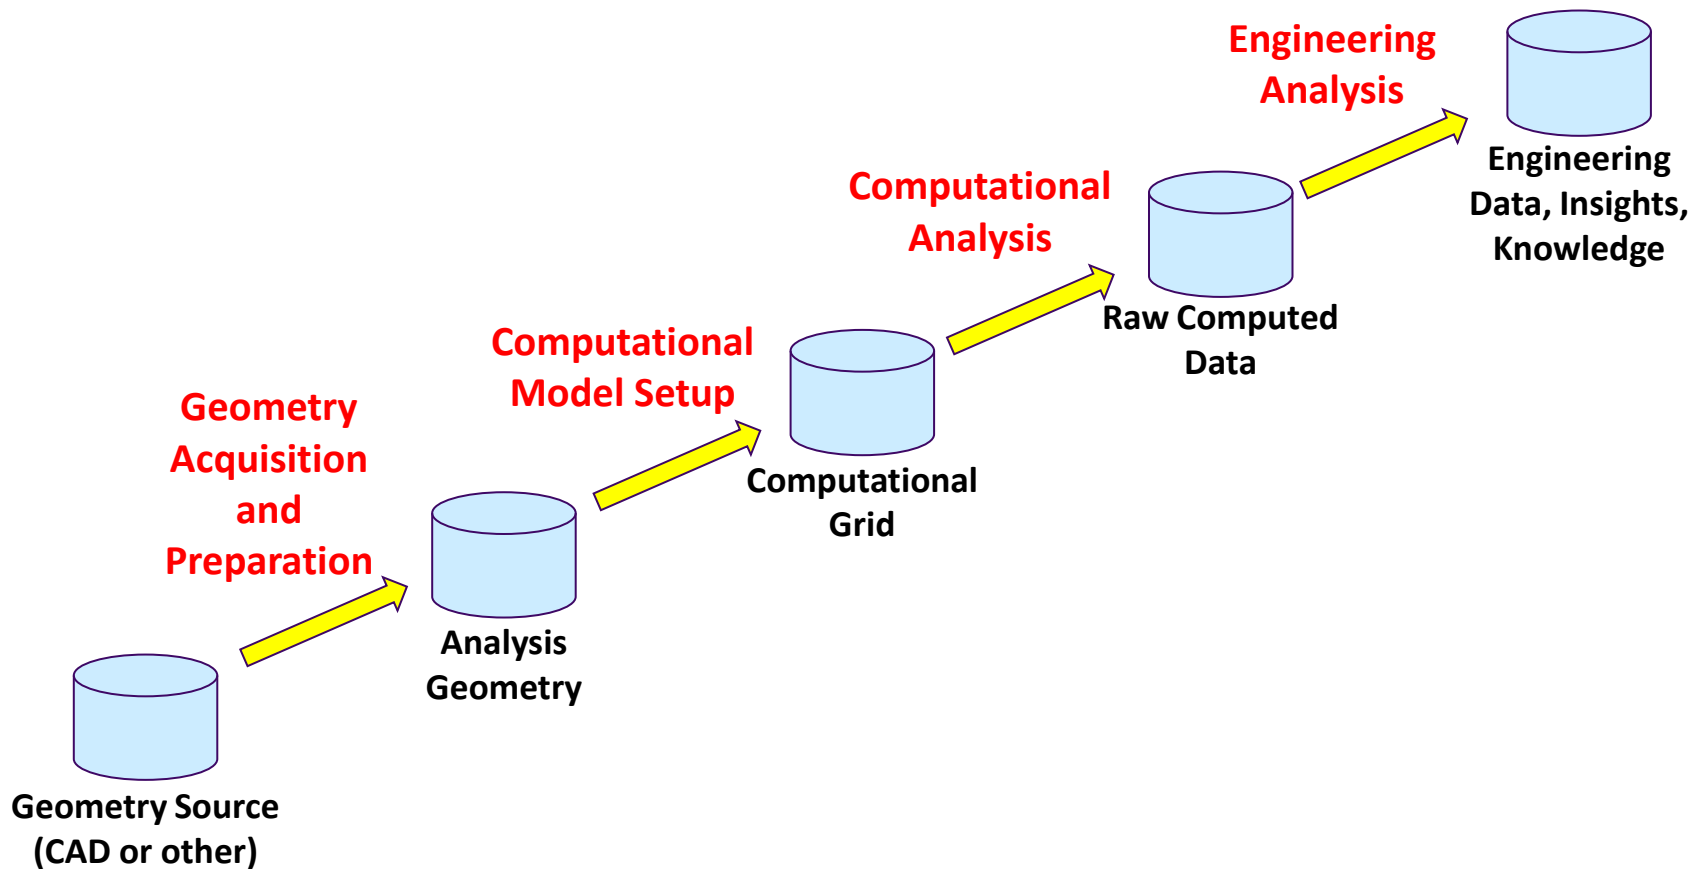 Engineering
Analysis
Engineering
Data, Insights,
Knowledge
Computational
Analysis
Raw Computed
Data
Computational
Model Setup
Computational
Grid
Geometry
Acquisition
and
Preparation
Analysis
Geometry
Geometry Source
(CAD or other)